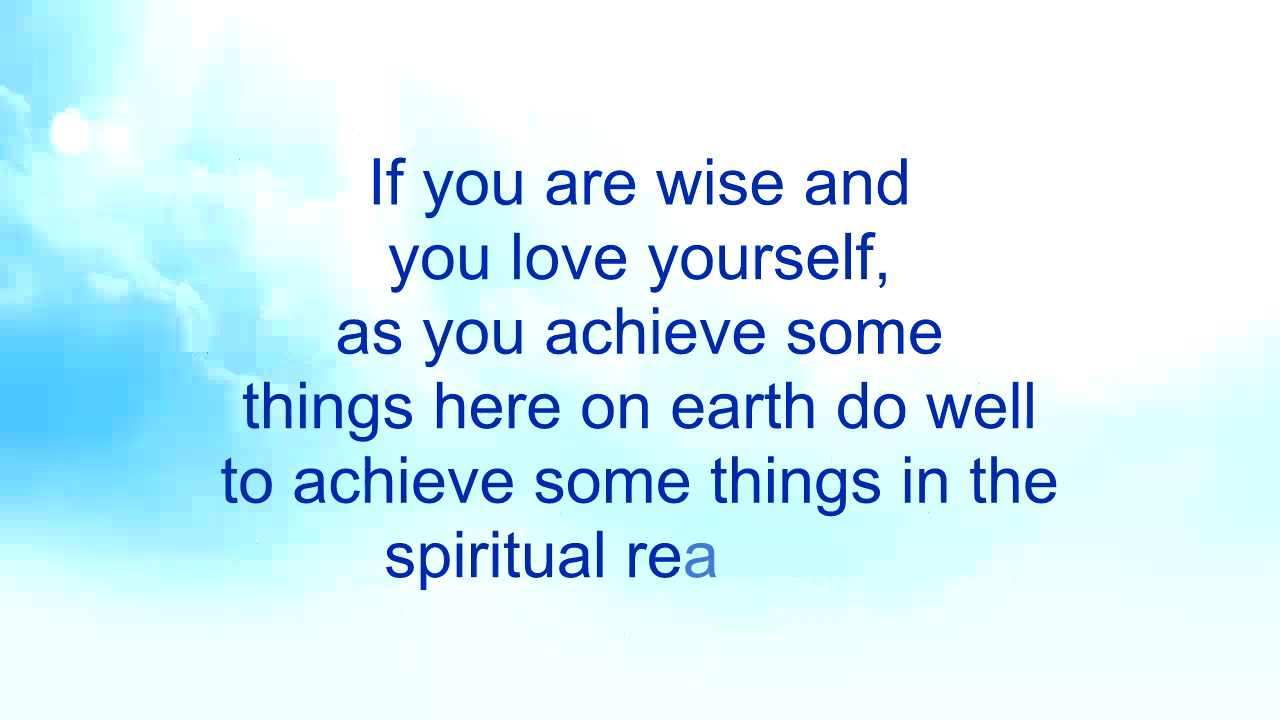 If you are wise and
you love yourself,
as you achieve some
things here on earth do well
to achieve some things in the
spiritual rea